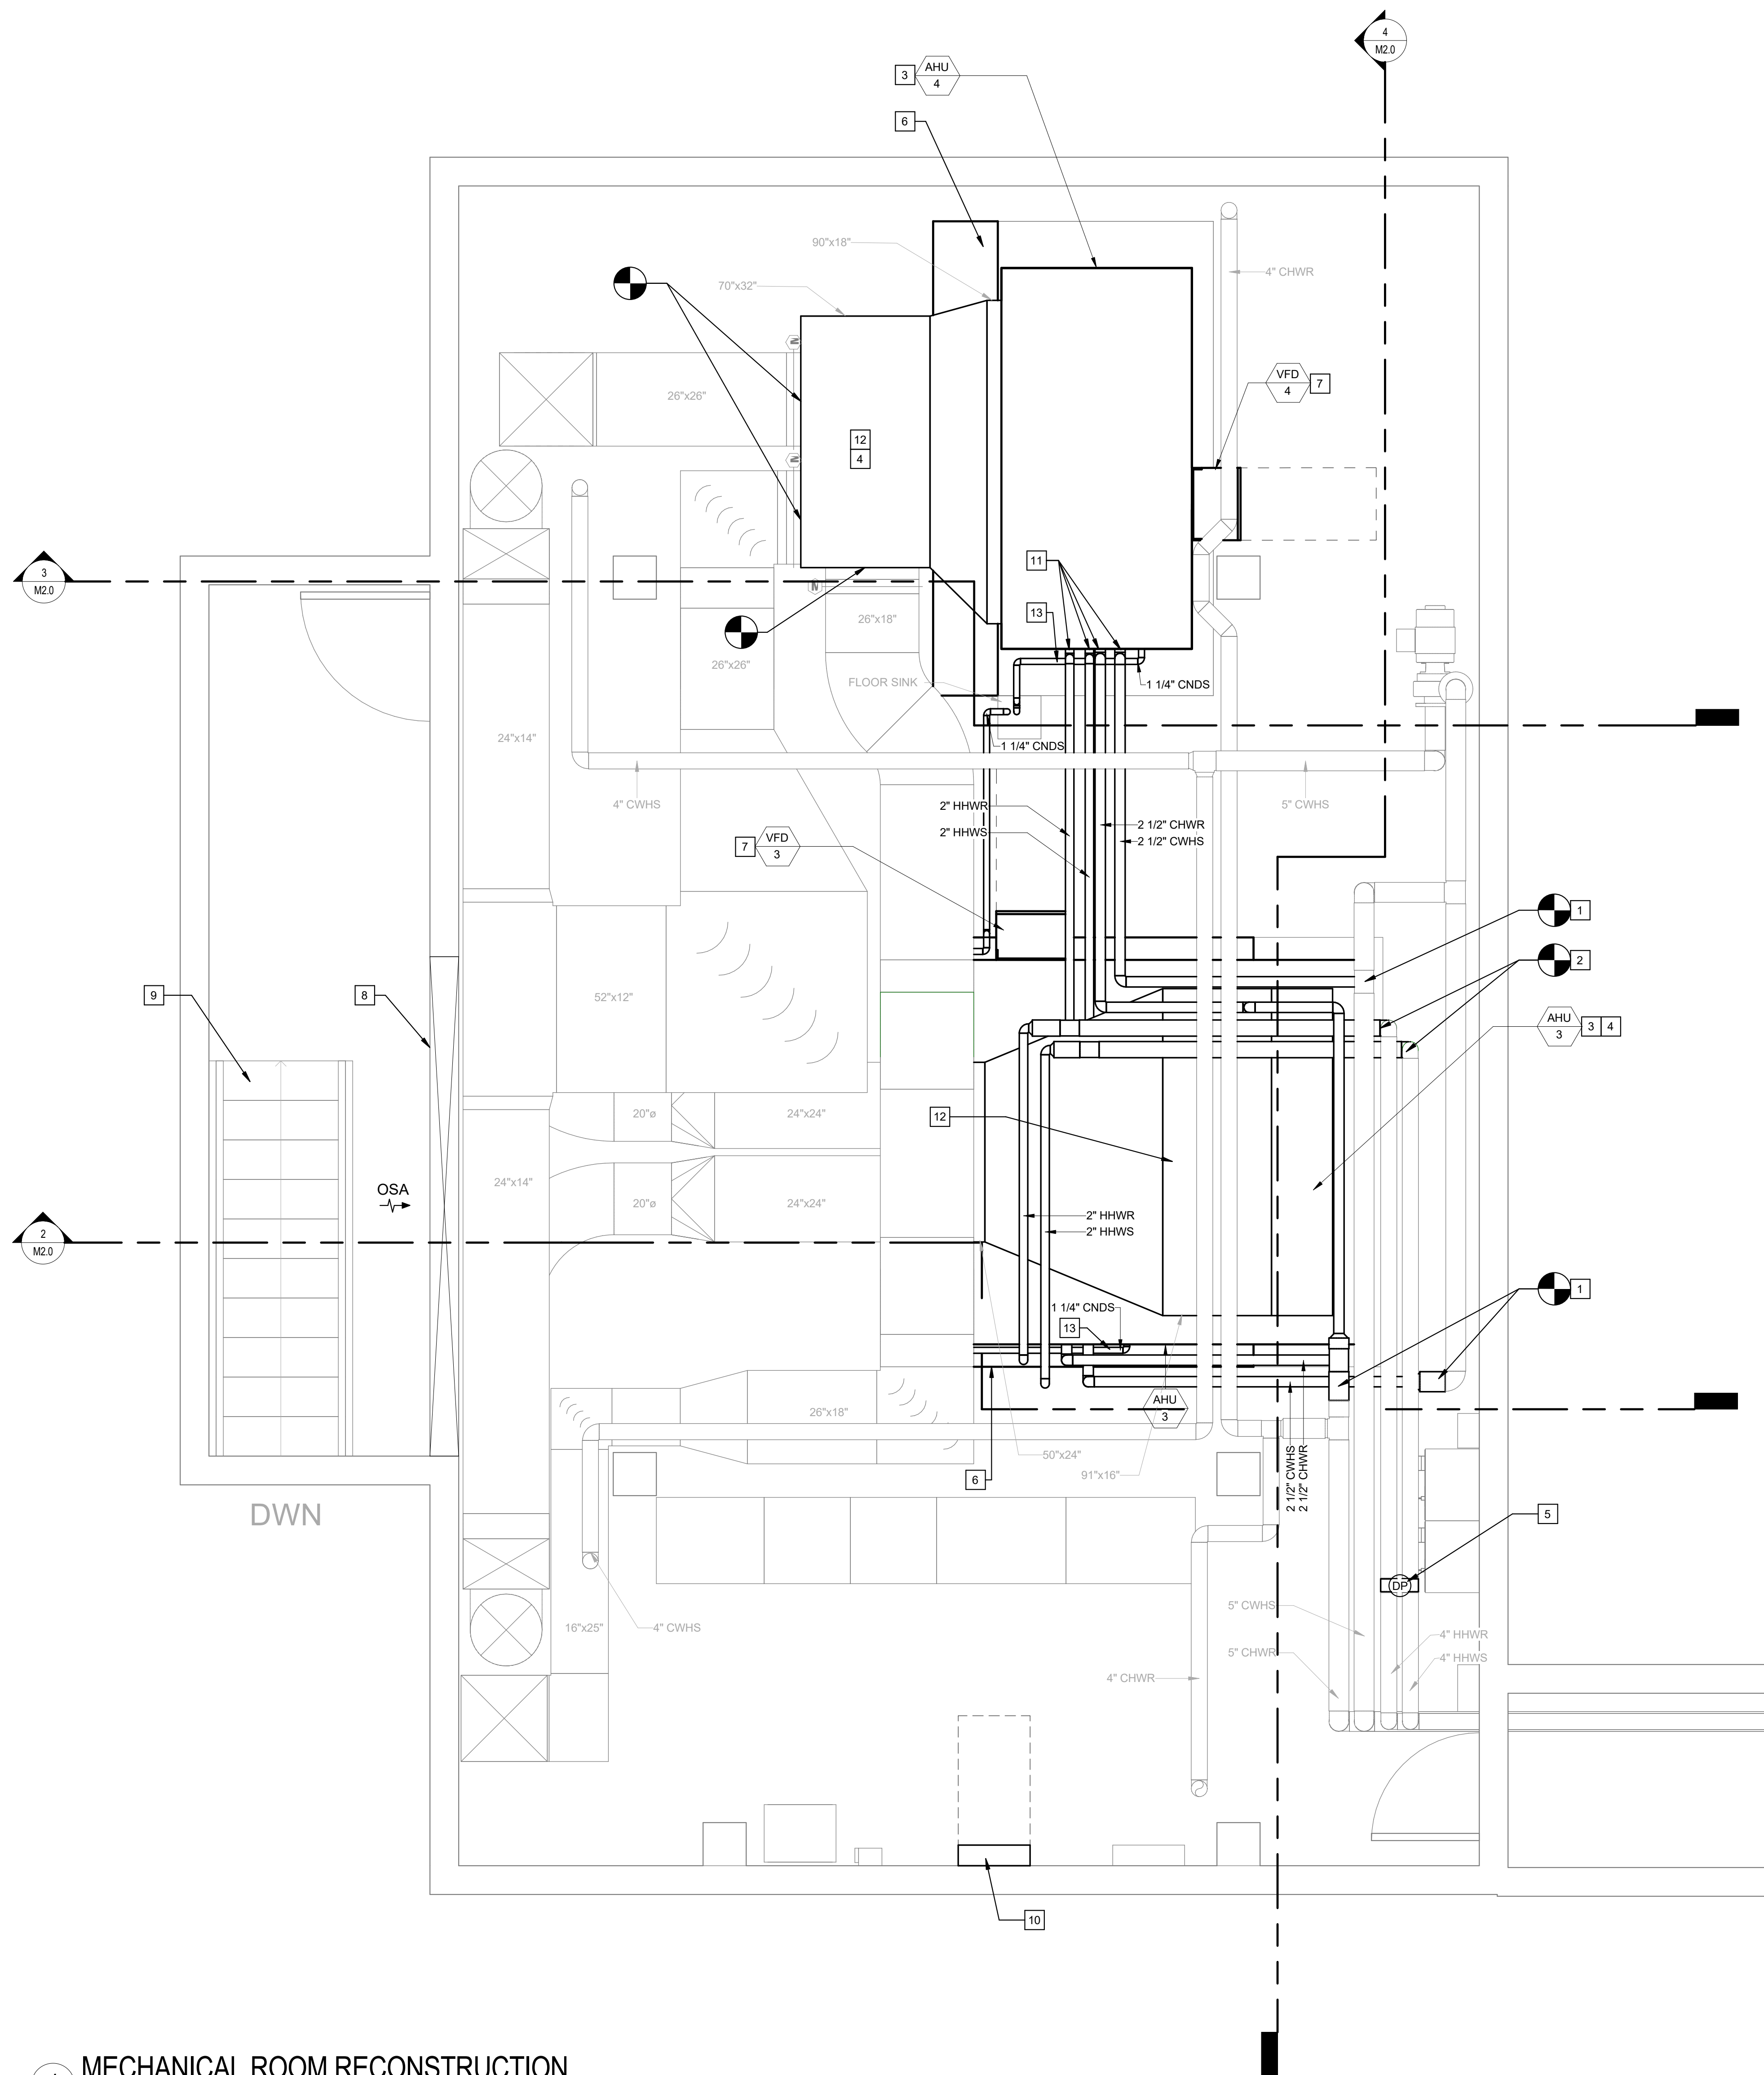 4
M2.0
3
AHU
4
6
90"x18"
4" CHWR
70"x32"
VFD
4
7
26"x26"
12
4
11
3
M2.0
13
26"x18"
26"x26"
FLOOR SINK
1 1/4" CNDS
24"x14"
1 1/4" CNDS
4" CWHS
2" HHWR
5" CWHS
2" HHWS
2 1/2" CHWR
2 1/2" CWHS
7
VFD
3
1
2
9
8
52"x12"
AHU
3
3
4
20"ø
24"x24"
12
24"x14"
OSA
20"ø
24"x24"
2" HHWR
2" HHWS
2
M2.0
1
1 1/4" CNDS
13
AHU
3
26"x18"
50"x24"
91"x16"
6
2 1/2" CWHS
2 1/2" CHWR
DWN
5
DP
16"x25"
4" CWHS
5" CWHS
4" HHWR
5" CHWR
4" HHWS
4" CHWR
10
MECHANICAL ROOM RECONSTRUCTION